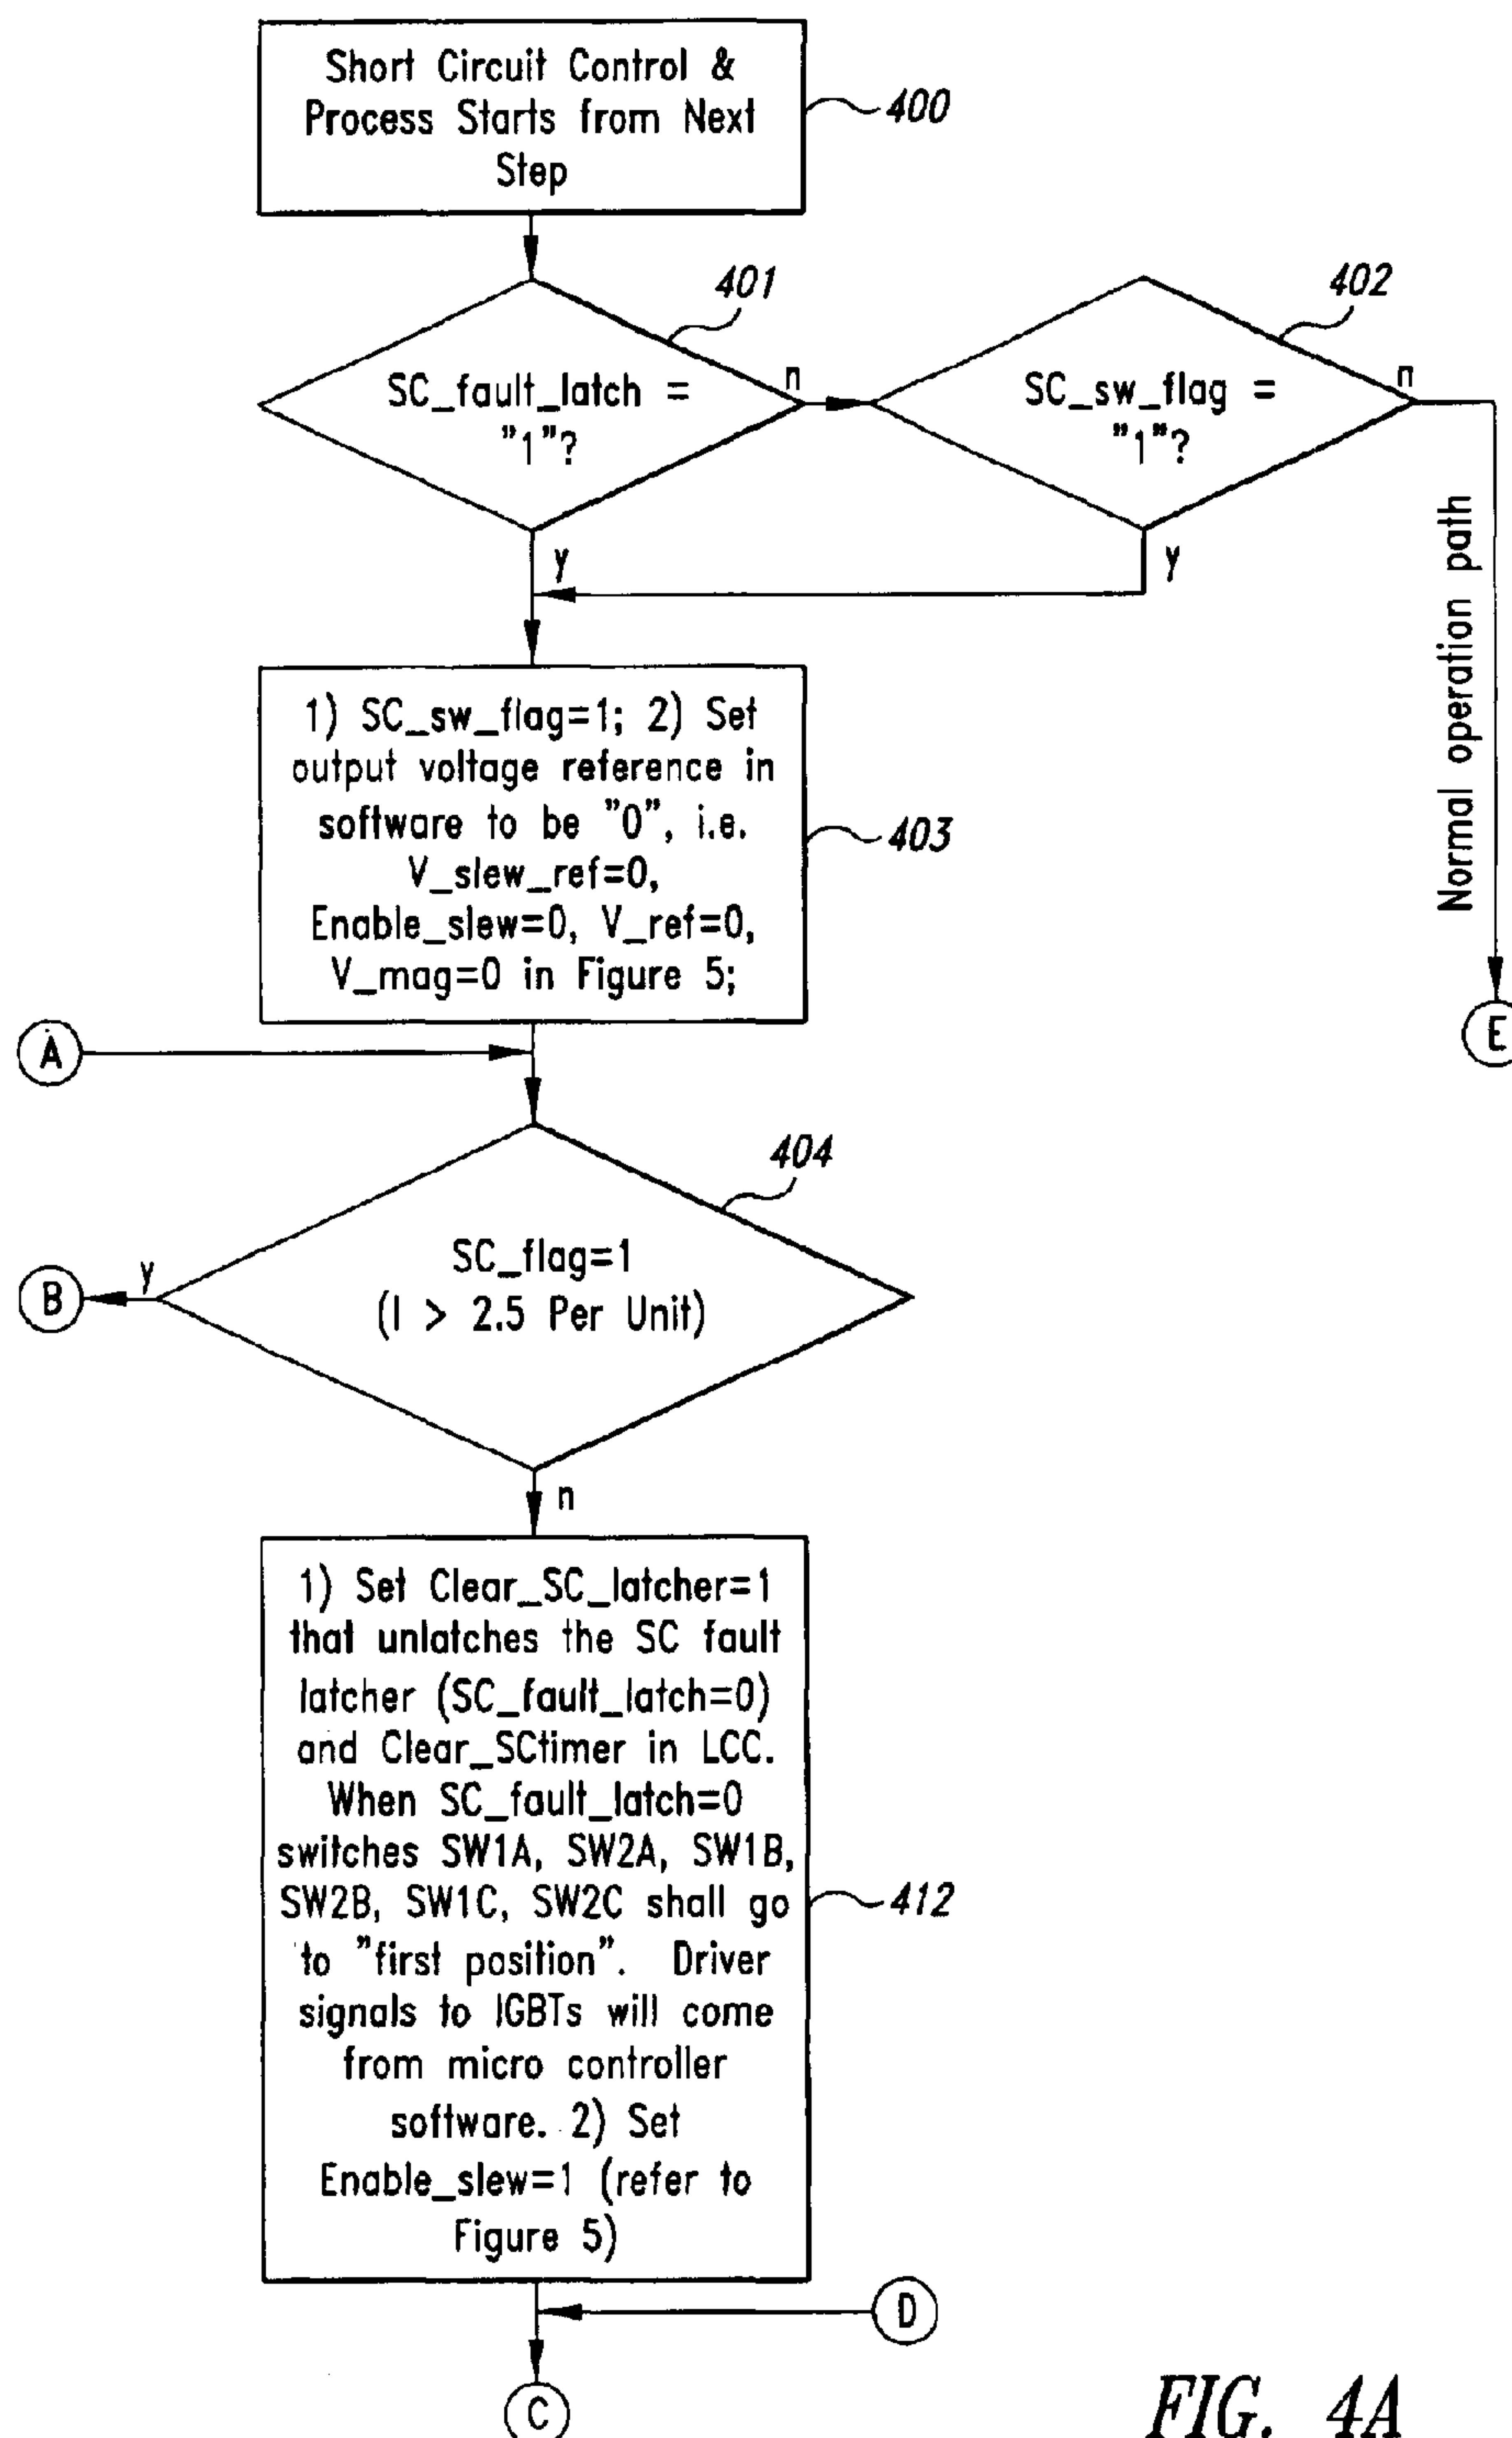 Short Circuit Control &
Process Starts from Next
Step
400
401
SC_fault_latch =
"1"?
n
402
SC_sw_flag =
"1"?
n
y
y
Normal operation path
1) SC_sw_flag=1; 2) Set
output voltage reference in
software to be "0", i.e.
V_slew_ref=0,
Enable_slew=0, V_ref=0,
V_mag=0 in Figure 5;
403
A
E
404
SC_flag=1
(I > 2.5 Per Unit)
y
B
n
1) Set Clear_SC_latcher=1
that unlatches the SC fault
latcher (SC_fault_latch=0)
and Clear_SCtimer in LCC.
When SC_fault_latch=0
switches SW1A, SW2A, SW1B,
SW2B, SW1C, SW2C shall go
to "first position". Driver
signals to IGBTs will come
from micro controller
software. 2) Set
Enable_slew=1 (refer to
Figure 5)
412
D
C
FIG. 4A